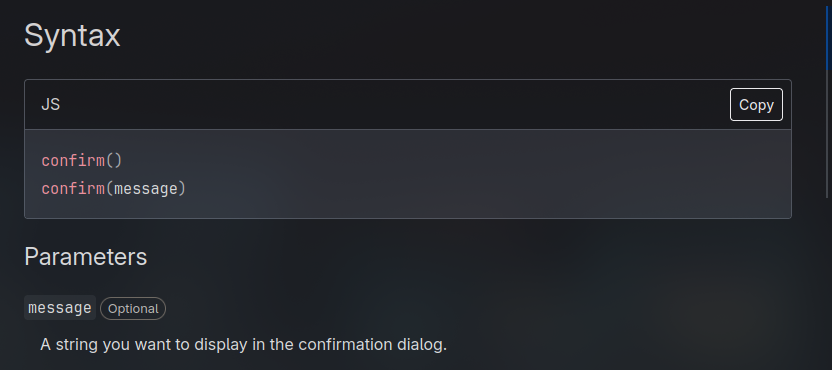 Syntax
JS
Copy
confirm()
confirm(message)
Parameters
message Optional
A string you want to display in the confirmation dialog.